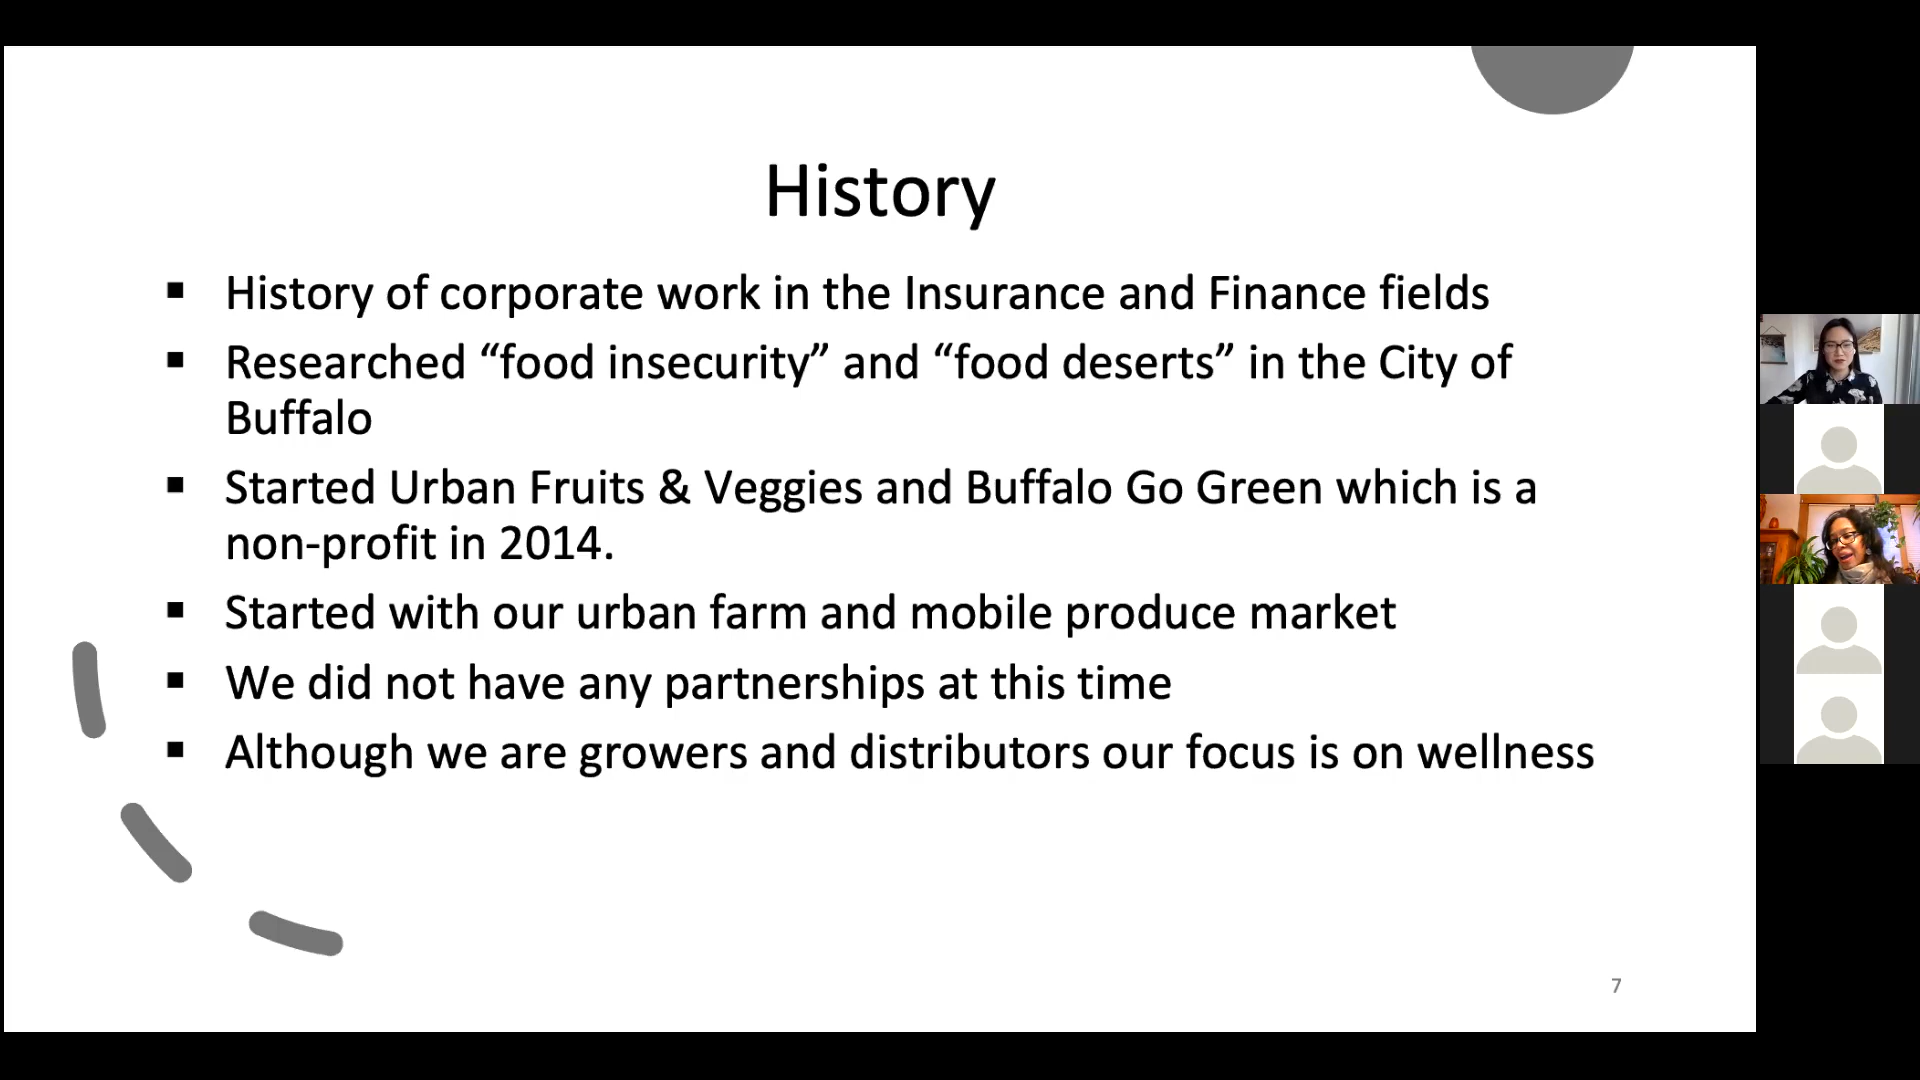 History
▪ History of corporate work in the Insurance and Finance fields
▪ Researched “food insecurity” and “food deserts” in the City of
Buffalo
▪ Started Urban Fruits & Veggies and Buffalo Go Green which is a
non-profit in 2014.
▪ Started with our urban farm and mobile produce market
▪ We did not have any partnerships at this time
▪ Although we are growers and distributors our focus is on wellness
7